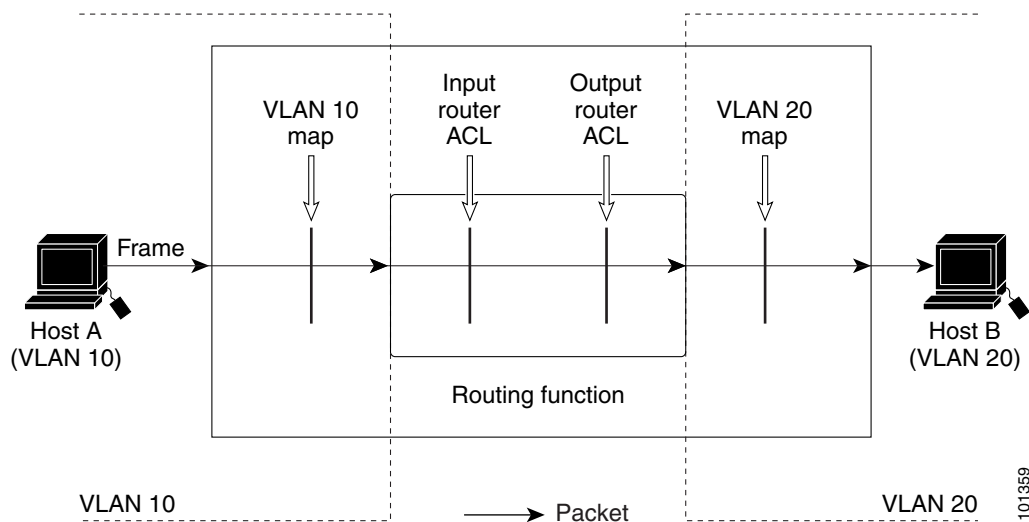 VLAN 10
map
Input
router
ACL
Output
router
ACL
VLAN 20
map
Frame
Host A
(VLAN 10)
Host B
(VLAN 20)
Routing function
VLAN 10
Packet
VLAN 20
101359